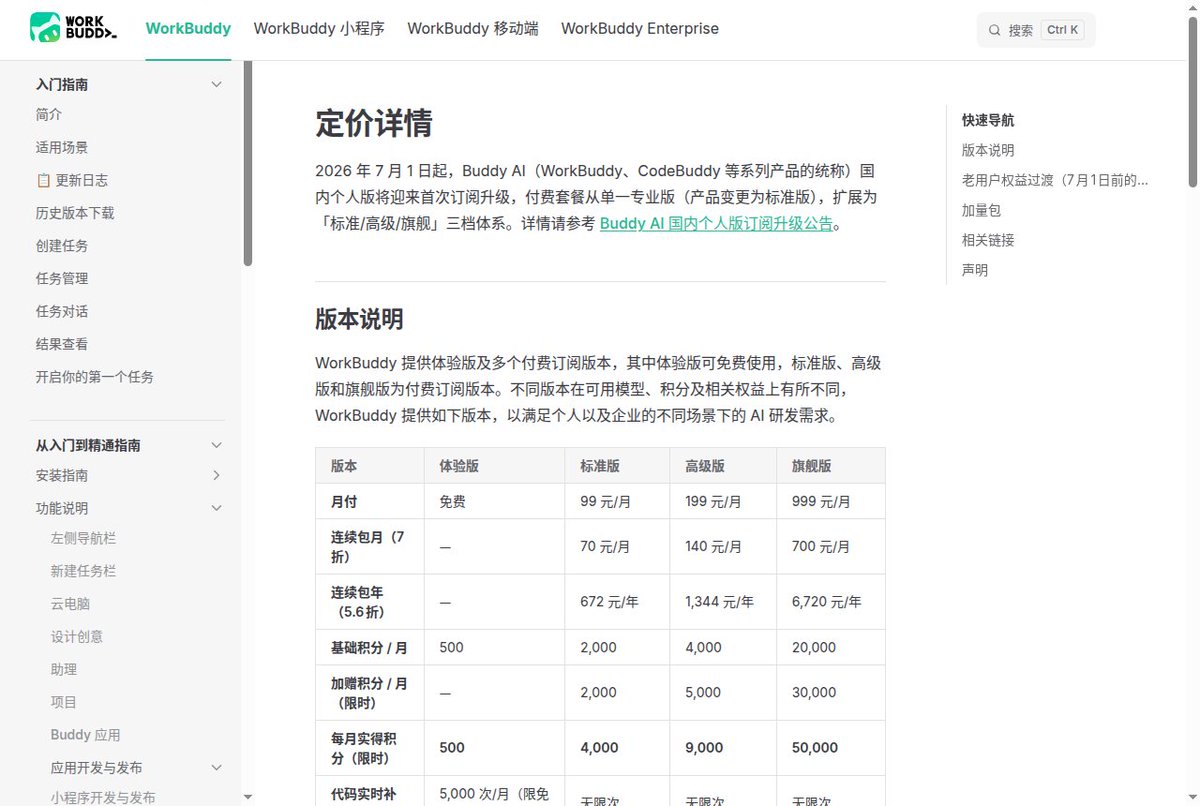 WORK
BUDD>_
WorkBuddy
WorkBuddy 小程序
WorkBuddy 移动端
WorkBuddy Enterprise
搜索 Ctrl K
入门指南
简介
适用场景
📋 更新日志
历史版本下载
创建任务
任务管理
任务对话
结果查看
开启你的第一个任务
从入门到精通指南
安装指南
功能说明
左侧导航栏
新建任务栏
云电脑
设计创意
助理
项目
Buddy 应用
应用开发与发布
小程序开发与发布
定价详情
2026 年 7 月 1 日起，Buddy AI（WorkBuddy、CodeBuddy 等系列产品的统称）国
内个人版将迎来首次订阅升级，付费套餐从单一专业版（产品变更为标准版），扩展为
「标准/高级/旗舰」三档体系。详情请参考 Buddy AI 国内个人版订阅升级公告。
版本说明
WorkBuddy 提供体验版及多个付费订阅版本，其中体验版可免费使用，标准版、高级
版和旗舰版为付费订阅版本。不同版本在可用模型、积分及相关权益上有所不同，
WorkBuddy 提供如下版本，以满足个人以及企业的不同场景下的 AI 研发需求。
版本 体验版 标准版 高级版 旗舰版
月付 免费 99 元/月 199 元/月 999 元/月
连续包月（7
折） — 70 元/月 140 元/月 700 元/月
连续包年
（5.6 折） — 672 元/年 1,344 元/年 6,720 元/年
基础积分 / 月 500 2,000 4,000 20,000
加赠积分 / 月
（限时） — 2,000 5,000 30,000
每月实得积
分（限时） 500 4,000 9,000 50,000
代码实时补 5,000 次/月（限免 无限次 无限次 无限次
快速导航
版本说明
老用户权益过渡（7月1日前的...
加量包
相关链接
声明